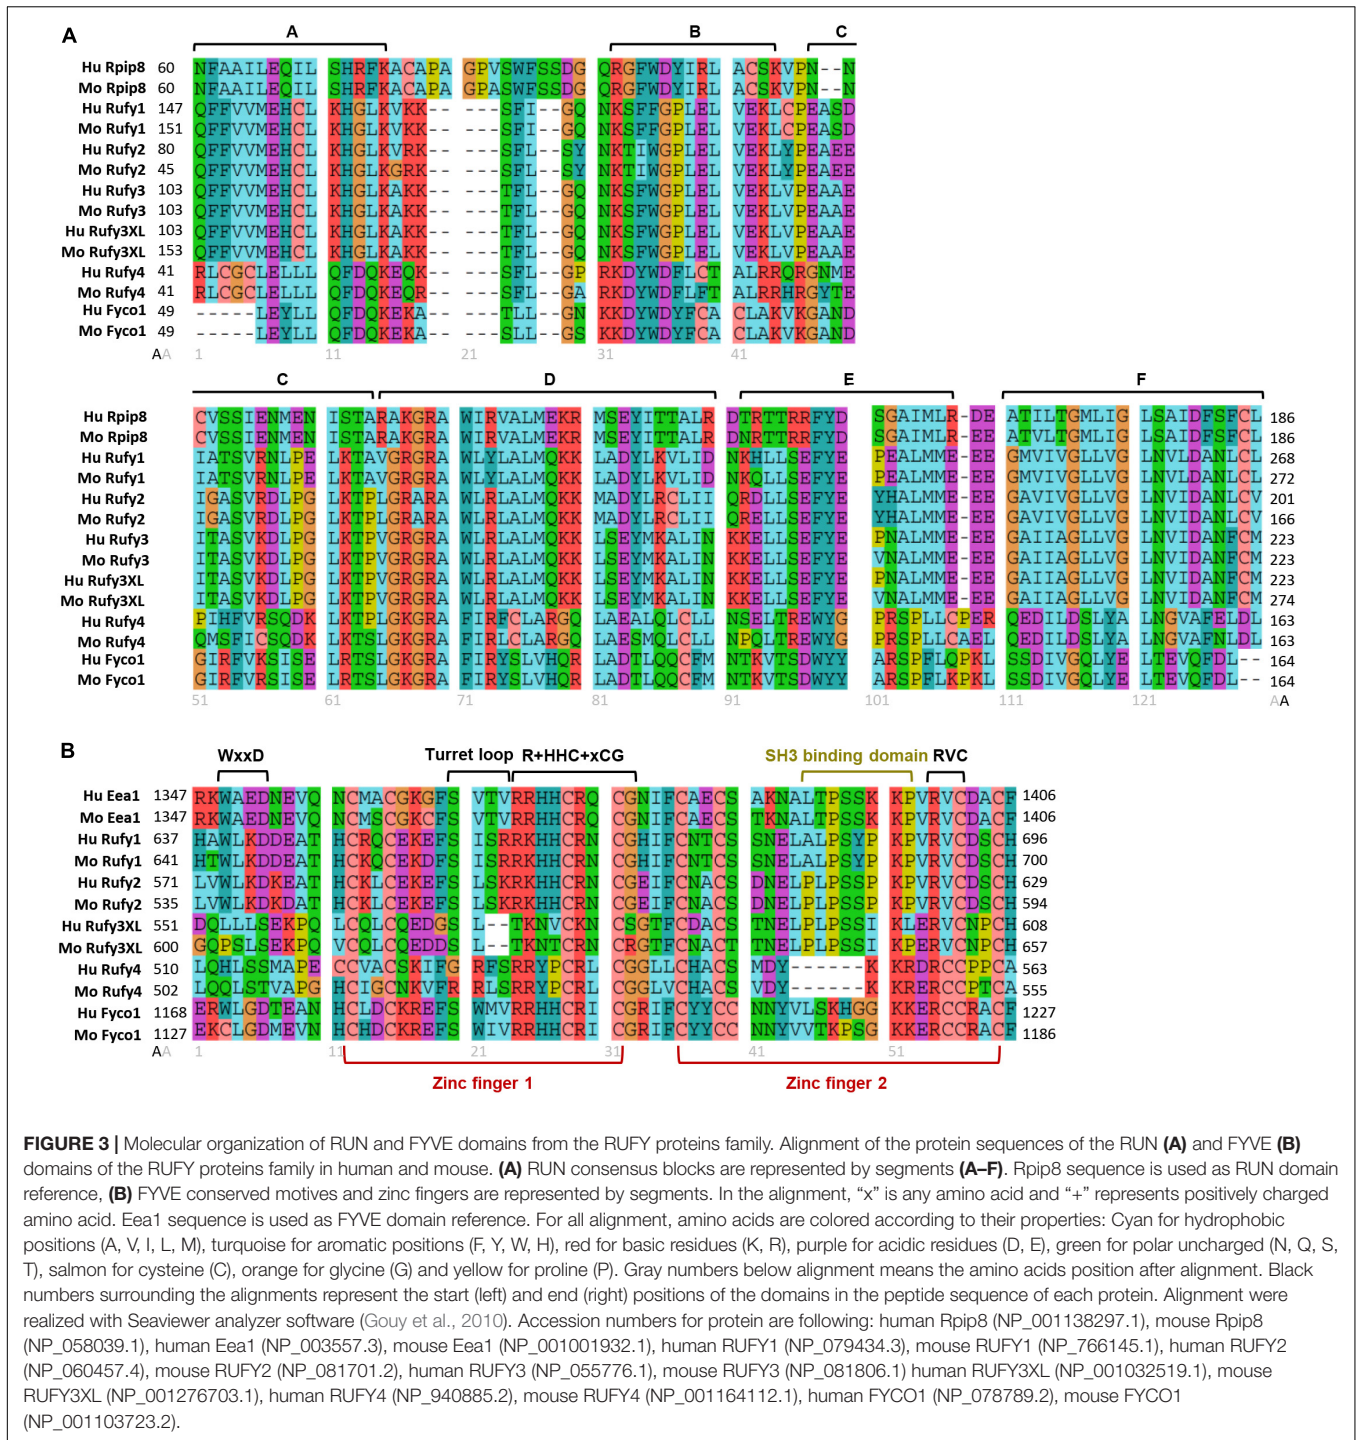 A
A B C
Hu Rpip8 60 NFAAILEQIL SHRFKACAPA GPVSWFSSDG QRGFWDYIRL ACSKVPN--N
Mo Rpip8 60 NFAAILEQIL SHRFKACAPA GPASWFSSDG QRGFWDYIRL ACSKVPN--N
Hu Rufy1 147 QFFVVMEHCL KHGLKVKK-- ---SFI--GQ NKSFFGPLEL VEKLCPEASD
Mo Rufy1 151 QFFVVMEHCL KHGLKVKK-- ---SFI--GQ NKSFFGPLEL VEKLCPEASD
Hu Rufy2 80 QFFVVMEHCL KHGLKVRK-- ---SFL--SY NKTIWGPLEL VEKLYPEAEE
Mo Rufy2 45 QFFVVMEHCL KHGLKGRK-- ---SFL--SY NKTIWGPLEL VEKLYPEAEE
Hu Rufy3 103 QFFVVMEHCL KHGLKAKK-- ---TFL--GQ NKSFWGPLEL VEKLVPEAAE
Mo Rufy3 103 QFFVVMEHCL KHGLKAKK-- ---TFL--GQ NKSFWGPLEL VEKLVPEAAE
Hu Rufy3XL 103 QFFVVMEHCL KHGLKAKK-- ---TFL--GQ NKSFWGPLEL VEKLVPEAAE
Mo Rufy3XL 153 QFFVVMEHCL KHGLKAKK-- ---TFL--GQ NKSFWGPLEL VEKLVPEAAE
Hu Rufy4 41 RLCGCLELLL QFDQKEQK-- ---SFL--GP RKDYWDFLCT ALRRQRGNME
Mo Rufy4 41 RLCGCLELLL QFDQKEQR-- ---SFL--GA RKDYWDFLFT ALRRHRGYTE
Hu Fyco1 49 -----LEYLL QFDQKEKA-- ---TLL--GN KKDYWDYFCA CLAKVKGAND
Mo Fyco1 49 -----LEYLL QFDQKEKA-- ---SLL--GS KKDYWDYFCA CLAKVKGAND
AA 1 11 21 31 41
C D E F
Hu Rpip8 CVSSIENMEN ISTARAKGRA WIRVALMEKR MSEYITTALR DTRTTRRFYD SGAIMLR-DE ATILTGMLIG LSAIDFSFCL 186
Mo Rpip8 CVSSIENMEN ISTARAKGRA WIRVALMEKR MSEYITTALR DNRTTRRFYD SGAIMLR-EE ATVLTGMLIG LSAIDFSFCL 186
Hu Rufy1 IATSVRNLPE LKTAVGRGRA WLYLALMQKK LADYLKVLID NKHLLSEFYE PEALMME-EE GMVIVGLLVG LNVLDANLCL 268
Mo Rufy1 IATSVRNLPE LKTAVGRGRA WLYLALMQKK LADYLKVLID NKQLLSEFYE PEALMME-EE GMVIVGLLVG LNVLDANLCL 272
Hu Rufy2 IGASVRDLPG LKTPLGRARA WLRLALMQKK MADYLRCLII QRDLLSEFYE YHALMME-EE GAVIVGLLVG LNVIDANLCV 201
Mo Rufy2 IGASVRDLPG LKTPLGRARA WLRLALMQKK MADYLRCLII QRELLSEFYE YHALMME-EE GAVIVGLLVG LNVIDANLCV 166
Hu Rufy3 ITASVKDLPG LKTPVGRGRA WLRLALMQKK LSEYMKALIN KKELLSEFYE PNALMME-EE GAIIAGLLVG LNVIDANFCM 223
Mo Rufy3 ITASVKDLPG LKTPVGRGRA WLRLALMQKK LSEYMKALIN KKELLSEFYE VNALMME-EE GAIIAGLLVG LNVIDANFCM 223
Hu Rufy3XL ITASVKDLPG LKTPVGRGRA WLRLALMQKK LSEYMKALIN KKELLSEFYE PNALMME-EE GAIIAGLLVG LNVIDANFCM 223
Mo Rufy3XL ITASVKDLPG LKTPVGRGRA WLRLALMQKK LSEYMKALIN KKELLSEFYE VNALMME-EE GAIIAGLLVG LNVIDANFCM 274
Hu Rufy4 PIHFVRSQDK LKTPLGKGRA FIRFCLARGQ LAEALQLCLL NSELTREWYG PRSPLLCPER QEDILDSLYA LNGVAFELDL 163
Mo Rufy4 QMSFICSQDK LKTSLGKGRA FIRLCLARGQ LAESMQLCLL NPQLTREWYG PRSPLLCAEL QEDILDSLYA LNGVAFNLDL 163
Hu Fyco1 GIRFVKSISE LRTSLGKGRA FIRYSLVHQR LADTLQQCFM NTKVTSDWYY ARSPFLQPKL SSDIVGQLYE LTEVQFDL-- 164
Mo Fyco1 GIRFVRSISE LRTSLGKGRA FIRYSLVHQR LADTLQQCFM NTKVTSDWYY ARSPFLKPKL SSDIVGQLYE LTEVQFDL-- 164
51 61 71 81 91 101 111 121 AA
B
WxxD Turret loop R+HHC+xCG SH3 binding domain RVC
Hu Eea1 1347 RKWAEDNEVQ NCMACGKGFS VTVRRHHCRQ CGNIFCAECS AKNALTPSSK KPVRVCDACF 1406
Mo Eea1 1347 RKWAEDNEVQ NCMSCGKCFS VTVRRHHCRQ CGNIFCAECS TKNALTPSSK KPVRVCDACF 1406
Hu Rufy1 637 HAWLKDDEAT HCRQCEKEFS ISRRKHHCRN CGHIFCNTCS SNELALPSYP KPVRVCDSCH 696
Mo Rufy1 641 HTWLKDDEAT HCKQCEKDFS ISRRKHHCRN CGHIFCNTCS SNELALPSYP KPVRVCDSCH 700
Hu Rufy2 571 LVWLKDKEAT HCKLCEKEFS LSKRKHHCRN CGEIFCNACS DNELPLPSSP KPVRVCDSCH 629
Mo Rufy2 535 LVWLKDKDAT HCKLCEKEFS LSKRKHHCRN CGEIFCNACS DNELPLPSSP KPVRVCDSCH 594
Hu Rufy3XL 551 DQLLLSEKPQ LCQLCQEDGS L--TKNVCKN CSGTFCNACS TNELPLPSSI KLERVCNPCH 608
Mo Rufy3XL 600 GQPSLSEKPQ VCQLCQEDDS L--TKNTCRN CRGTFCNACT TNELPLPSSI KPERVCNPCH 657
Hu Rufy4 510 LQHLSSMAPE CCVACSKIFG RFSRRYPCRL CGGLLCHACS MDY------K KRDRCCPPCA 563
Mo Rufy4 502 LQQLSTVAPG HCIGCNKVFR RLSRRYPCRL CGGLVCHACS VDY------K KRERCCPTCA 555
Hu Fyco1 1168 ERWLGDTEAN HCLDCKREFS WMVRRHHCRI CGRIFCYYCC NNYVLSKHGG KKERCCRACF 1227
Mo Fyco1 1127 EKCLGDMEVN HCHDCKREFS WIVRRHHCRI CGRIFCYYCC NNYVVTKPSG KKERCCRACF 1186
AA 1 11 21 31 41 51
Zinc finger 1 Zinc finger 2
FIGURE 3 | Molecular organization of RUN and FYVE domains from the RUFY proteins family. Alignment of the protein sequences of the RUN (A) and FYVE (B)
domains of the RUFY proteins family in human and mouse. (A) RUN consensus blocks are represented by segments (A–F). Rpip8 sequence is used as RUN domain
reference, (B) FYVE conserved motives and zinc fingers are represented by segments. In the alignment, “x” is any amino acid and “+” represents positively charged
amino acid. Eea1 sequence is used as FYVE domain reference. For all alignment, amino acids are colored according to their properties: Cyan for hydrophobic
positions (A, V, I, L, M), turquoise for aromatic positions (F, Y, W, H), red for basic residues (K, R), purple for acidic residues (D, E), green for polar uncharged (N, Q, S,
T), salmon for cysteine (C), orange for glycine (G) and yellow for proline (P). Gray numbers below alignment means the amino acids position after alignment. Black
numbers surrounding the alignments represent the start (left) and end (right) positions of the domains in the peptide sequence of each protein. Alignment were
realized with Seaviewer analyzer software (Gouy et al., 2010). Accession numbers for protein are following: human Rpip8 (NP_001138297.1), mouse Rpip8
(NP_058039.1), human Eea1 (NP_003557.3), mouse Eea1 (NP_001001932.1), human RUFY1 (NP_079434.3), mouse RUFY1 (NP_766145.1), human RUFY2
(NP_060457.4), mouse RUFY2 (NP_081701.2), human RUFY3 (NP_055776.1), mouse RUFY3 (NP_081806.1) human RUFY3XL (NP_001032519.1), mouse
RUFY3XL (NP_001276703.1), human RUFY4 (NP_940885.2), mouse RUFY4 (NP_001164112.1), human FYCO1 (NP_078789.2), mouse FYCO1
(NP_001103723.2).